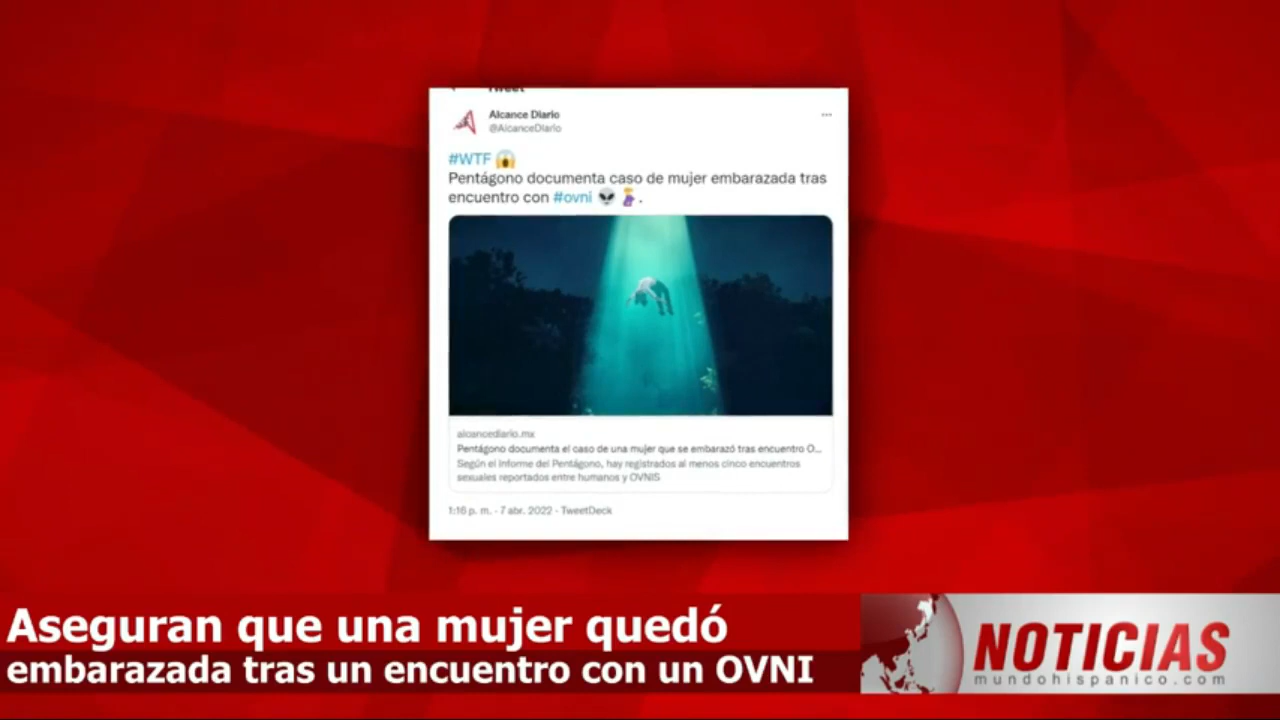 Tweet
Alcance Diario
@AlcanceDiario
#WTF 😱
Pentágono documenta caso de mujer embarazada tras
encuentro con #ovni 👽 🤰.
alcancediario.mx
Pentágono documenta el caso de una mujer que se embarazó tras encuentro O...
Según el informe del Pentágono, hay registrados al menos cinco encuentros
sexuales reportados entre humanos y OVNIS
1:16 p. m. · 7 abr. 2022 · TweetDeck
Aseguran que una mujer quedó
embarazada tras un encuentro con un OVNI
NOTICIAS
mundohispanico.com